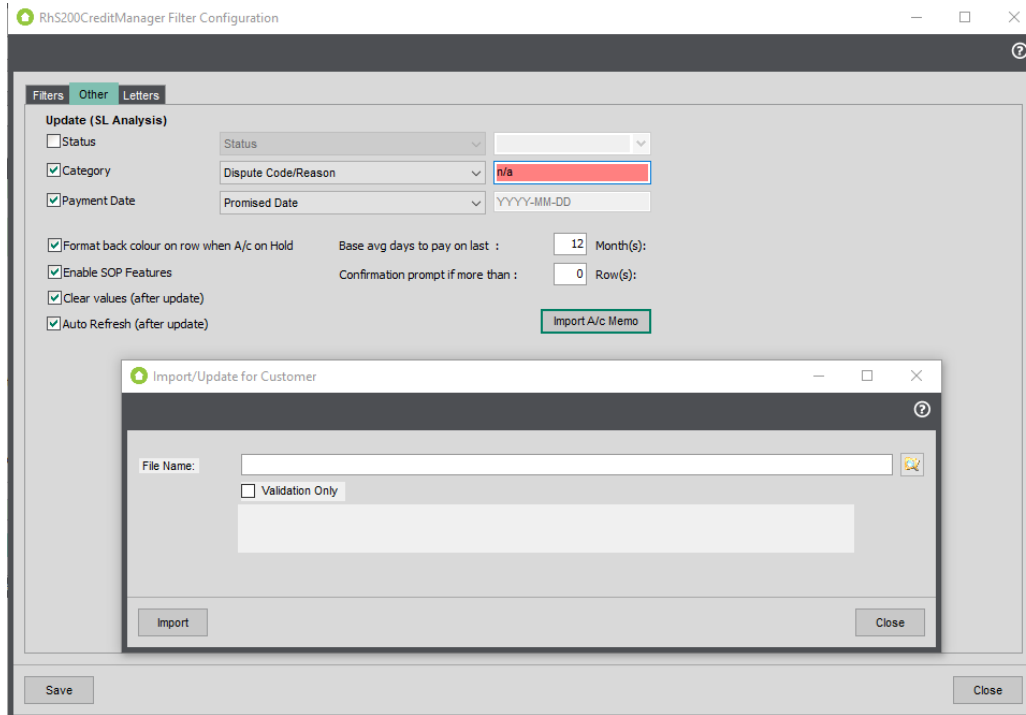 RhS200CreditManager Filter Configuration
Filters Other Letters
Update (SL Analysis)
Status Status
Category Dispute Code/Reason n/a
Payment Date Promised Date YYYY-MM-DD
Format back colour on row when A/c on Hold Base avg days to pay on last : 12 Month(s):
Enable SOP Features Confirmation prompt if more than : 0 Row(s):
Clear values (after update)
Auto Refresh (after update) Import A/c Memo
Import/Update for Customer
File Name:
Validation Only
Import Close
Save Close